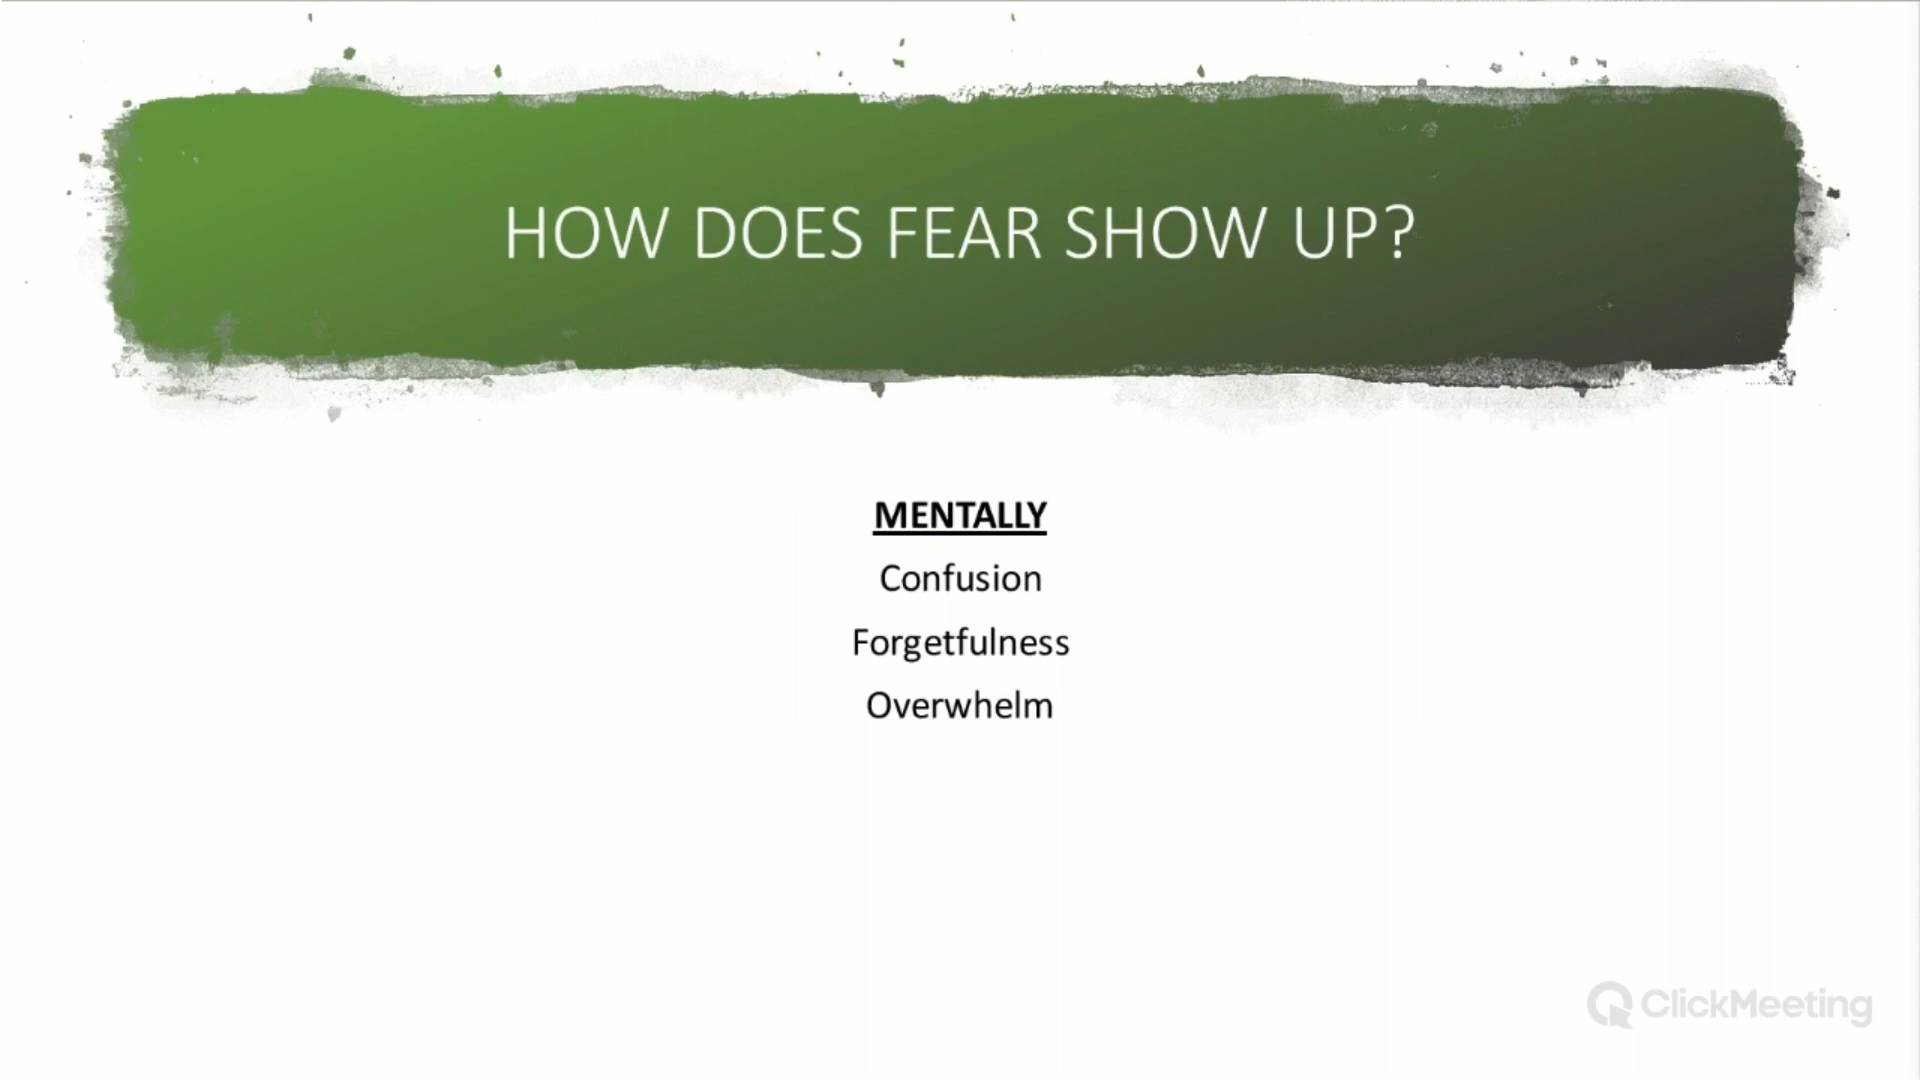 HOW DOES FEAR SHOW UP?
MENTALLY
Confusion
Forgetfulness
Overwhelm
ClickMeeting